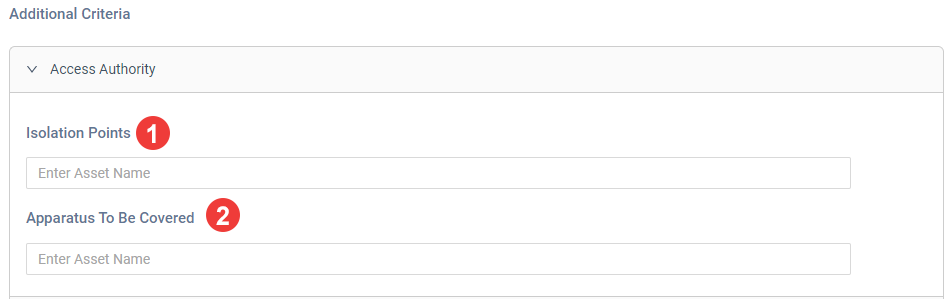 Additional Criteria
Access Authority
Isolation Points 1
Enter Asset Name
Apparatus To Be Covered 2
Enter Asset Name